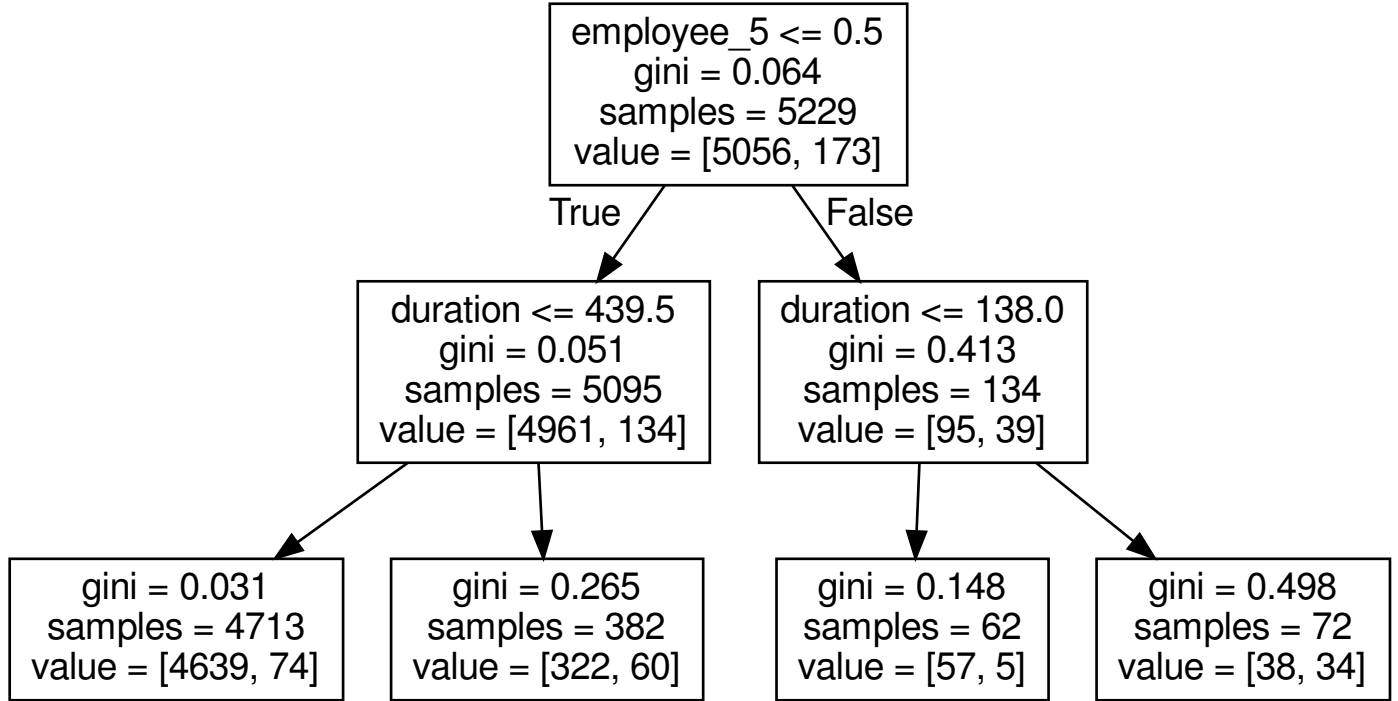 employee_5 <= 0.5
gini = 0.064
samples = 5229
value = [5056, 173]
True
False
duration <= 439.5
gini = 0.051
samples = 5095
value = [4961, 134]
duration <= 138.0
gini = 0.413
samples = 134
value = [95, 39]
gini = 0.031
samples = 4713
value = [4639, 74]
gini = 0.265
samples = 382
value = [322, 60]
gini = 0.148
samples = 62
value = [57, 5]
gini = 0.498
samples = 72
value = [38, 34]